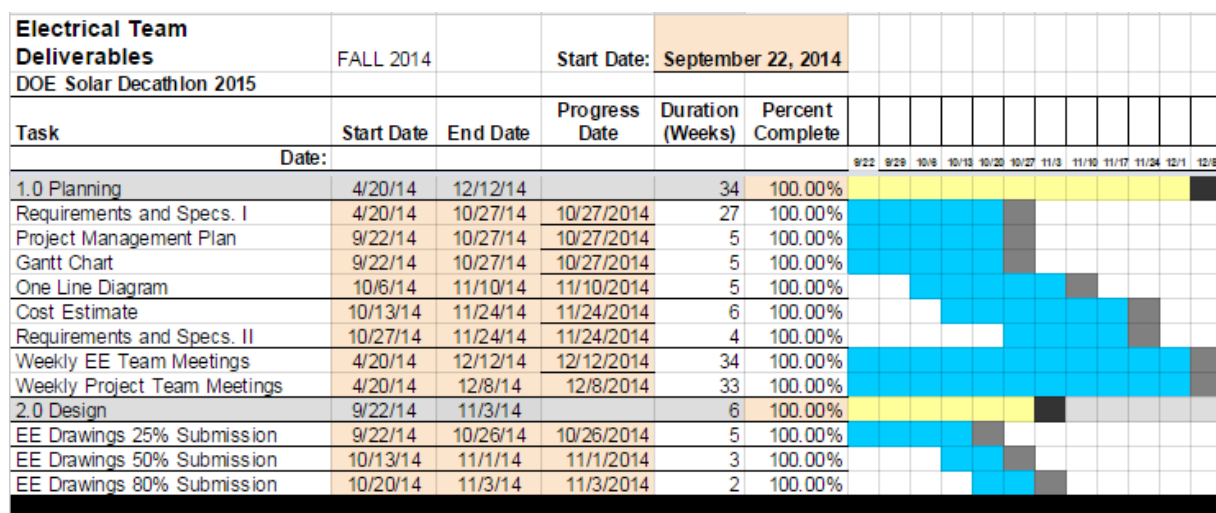 Electrical Team
Deliverables FALL 2014 Start Date: September 22, 2014
DOE Solar Decathlon 2015
Task Start Date End Date Progress Date Duration (Weeks) Percent Complete
Date: 9/22 9/29 10/6 10/13 10/20 10/27 11/3 11/10 11/17 11/24 12/1 12/8
1.0 Planning 4/20/14 12/12/14 34 100.00%
Requirements and Specs. I 4/20/14 10/27/14 10/27/2014 27 100.00%
Project Management Plan 9/22/14 10/27/14 10/27/2014 5 100.00%
Gantt Chart 9/22/14 10/27/14 10/27/2014 5 100.00%
One Line Diagram 10/6/14 11/10/14 11/10/2014 5 100.00%
Cost Estimate 10/13/14 11/24/14 11/24/2014 6 100.00%
Requirements and Specs. II 10/27/14 11/24/14 11/24/2014 4 100.00%
Weekly EE Team Meetings 4/20/14 12/12/14 12/12/2014 34 100.00%
Weekly Project Team Meetings 4/20/14 12/8/14 12/8/2014 33 100.00%
2.0 Design 9/22/14 11/3/14 6 100.00%
EE Drawings 25% Submission 9/22/14 10/26/14 10/26/2014 5 100.00%
EE Drawings 50% Submission 10/13/14 11/1/14 11/1/2014 3 100.00%
EE Drawings 80% Submission 10/20/14 11/3/14 11/3/2014 2 100.00%